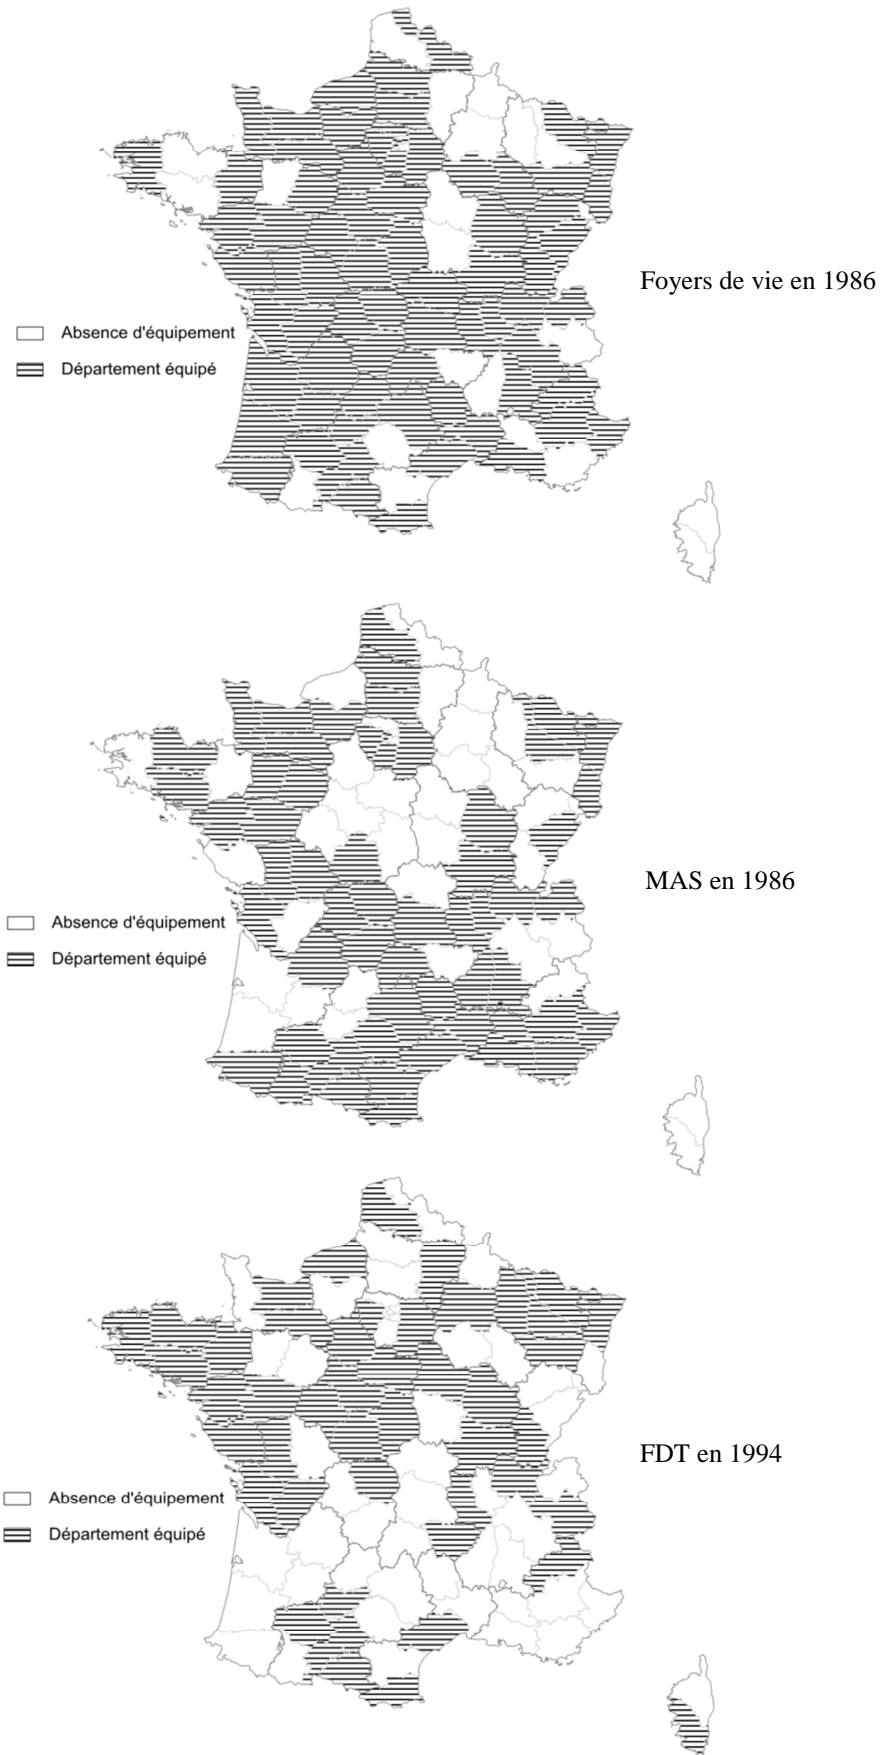 Foyers de vie en 1986
Absence d'équipement
Département équipé
MAS en 1986
Absence d'équipement
Département équipé
FDT en 1994
Absence d'équipement
Département équipé